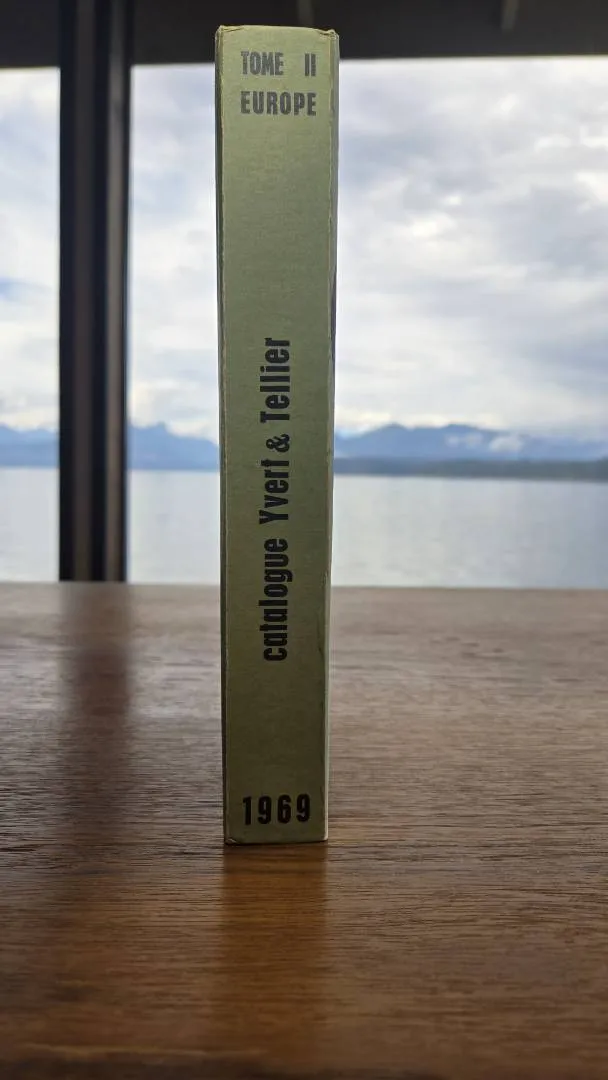 TOME II
EUROPE
catalogue Yvert & Tellier
1969